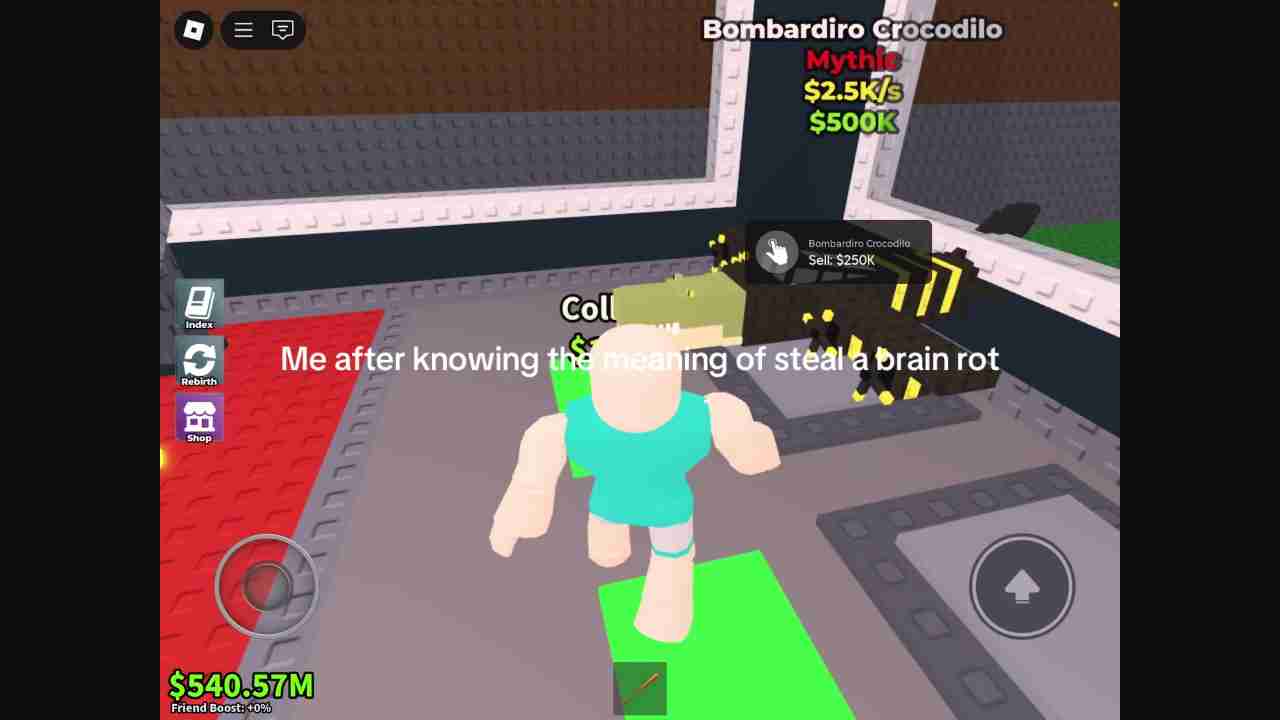 Bombardiro Crocodilo
Mythic
$2.5K/s
$500K
Bombardiro Crocodilo
Sell: $250K
Index
Coll
Me after knowing the meaning of steal a brain rot
Rebirth
Shop
$540.57M
Friend Boost: +0%